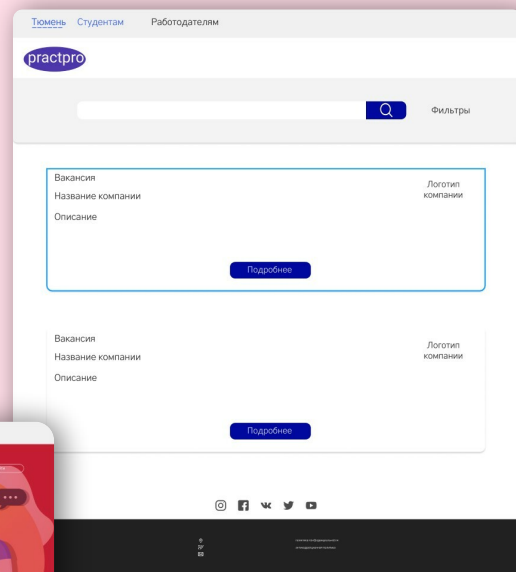 Тюмень Студентам Работодателям
practpro
Фильтры
Вакансия
Название компании
Описание
Логотип
компании
Подробнее
Вакансия
Название компании
Описание
Логотип
компании
Подробнее